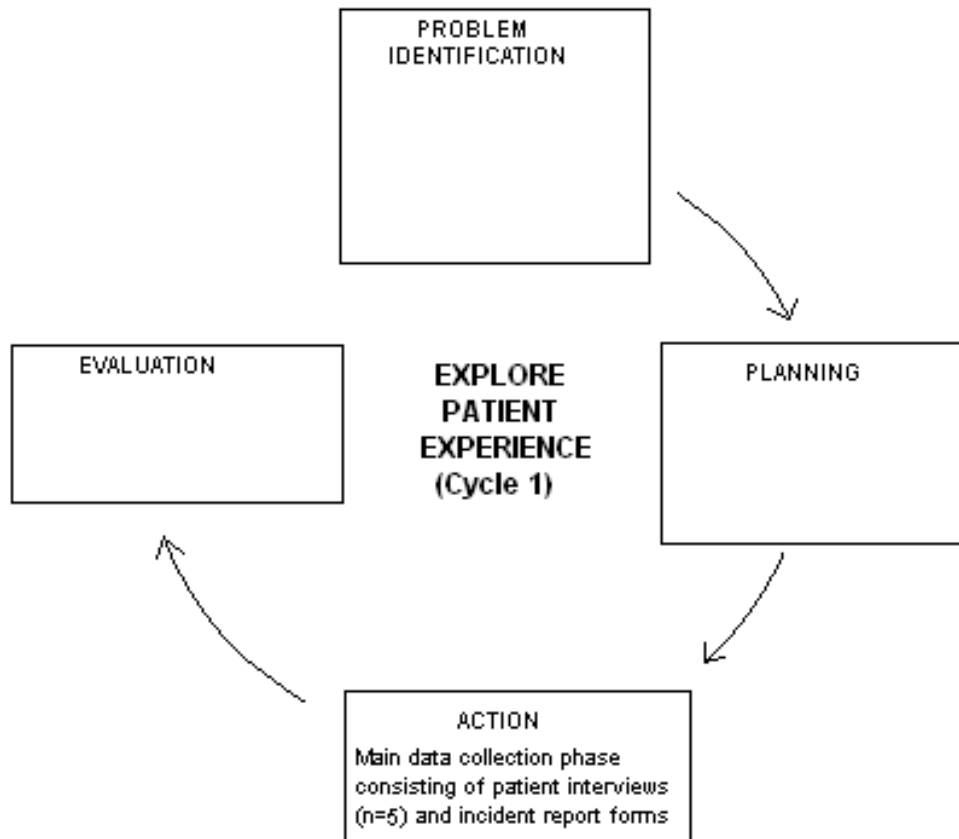 PROBLEM
IDENTIFICATION
EVALUATION
EXPLORE
PATIENT
EXPERIENCE
(Cycle 1)
PLANNING
ACTION
Main data collection phase
consisting of patient interviews
(n=5) and incident report forms